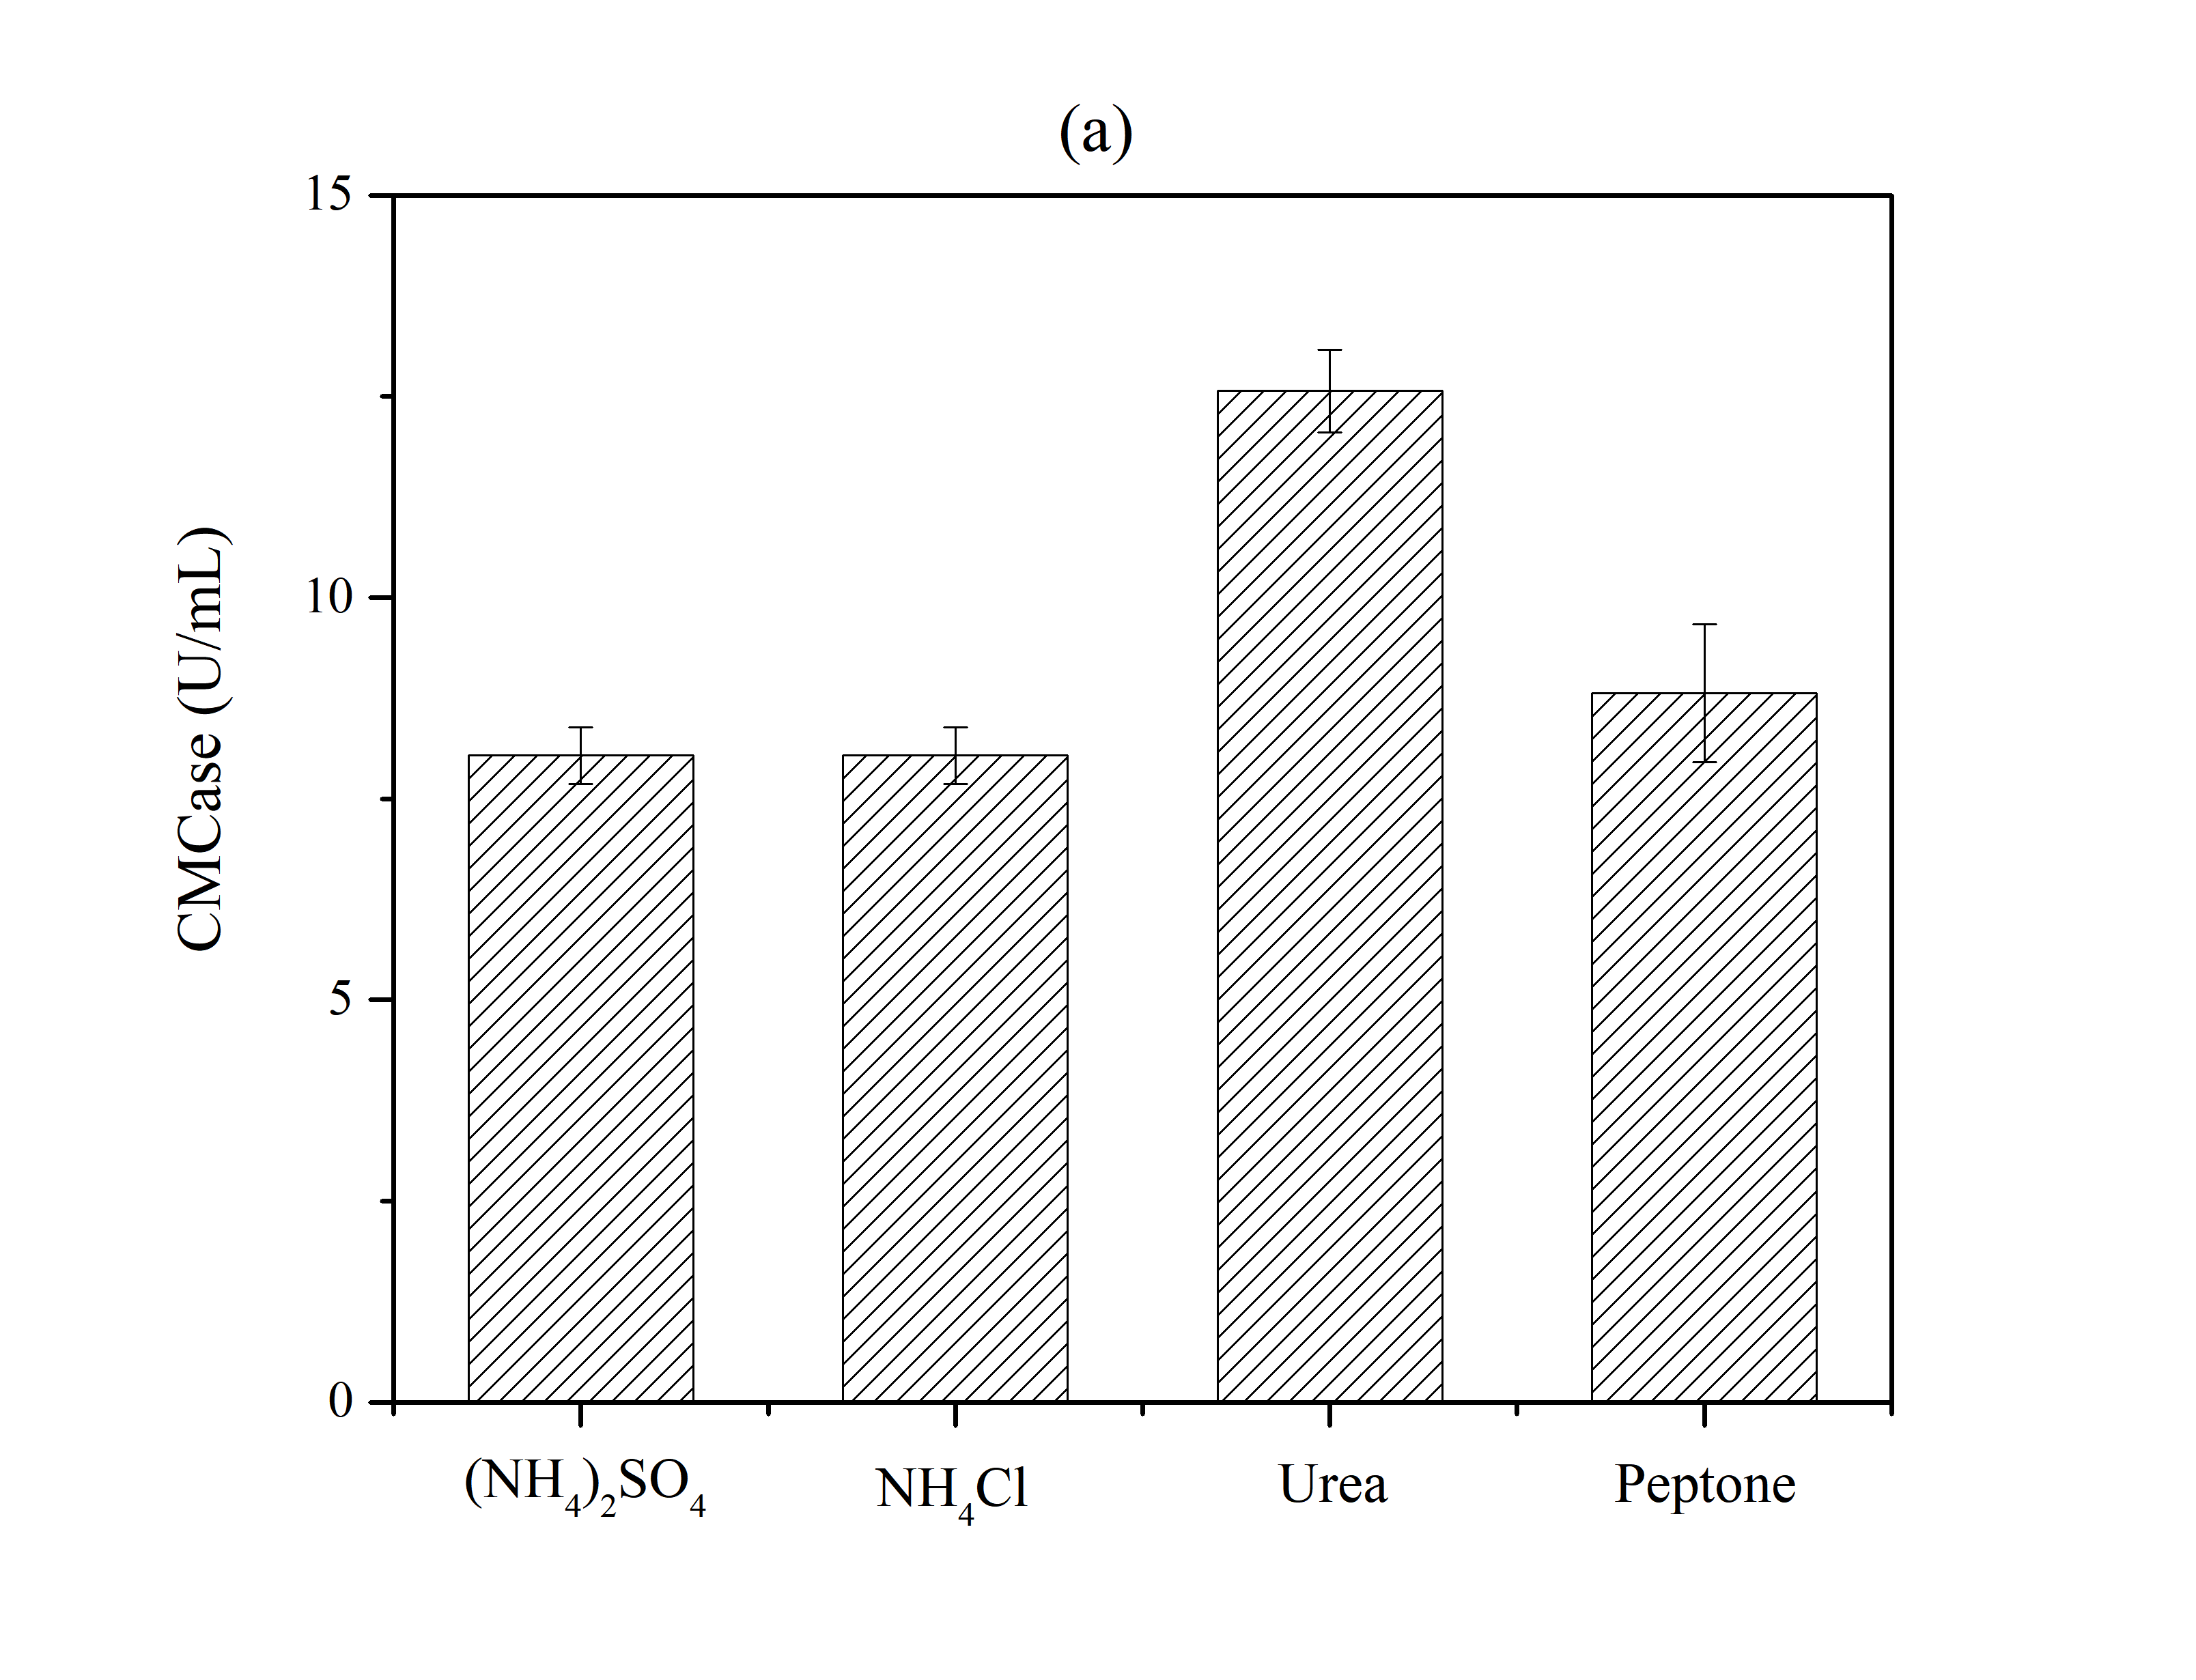 (a)
15
10
5
0
CMCase (U/mL)
(NH₄)₂SO₄
NH₄Cl
Urea
Peptone